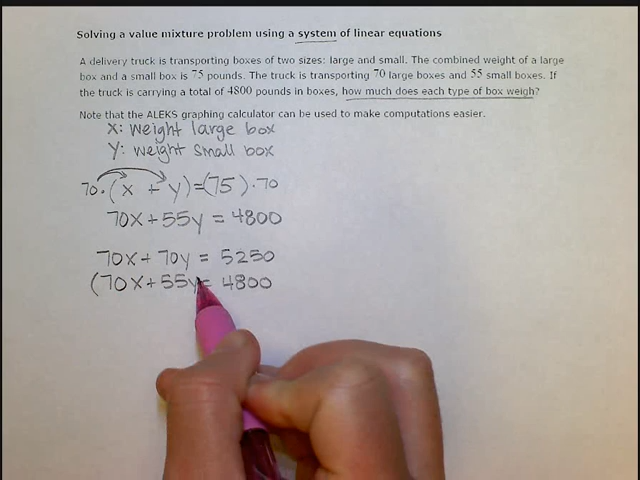 Solving a value mixture problem using a system of linear equations
A delivery truck is transporting boxes of two sizes: large and small. The combined weight of a large
box and a small box is 75 pounds. The truck is transporting 70 large boxes and 55 small boxes. If
the truck is carrying a total of 4800 pounds in boxes, how much does each type of box weigh?
Note that the ALEKS graphing calculator can be used to make computations easier.
X: weight large box
Y: weight small box
70·(x + y)=(75)·70
70x+55y = 4800
70x+ 70y = 5250
(70x+55y= 4800